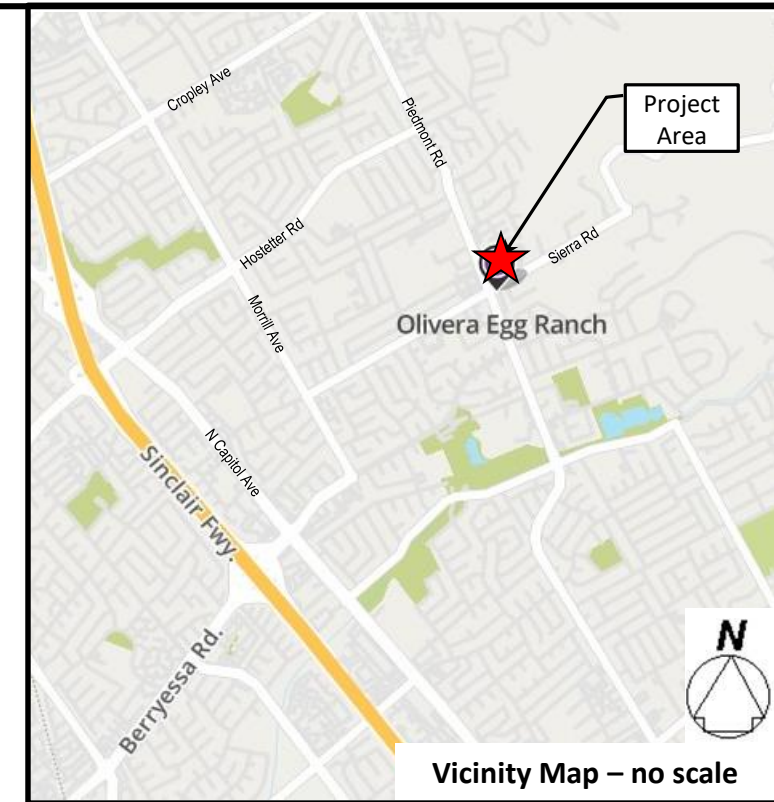 Cropley Ave
Piedmont Rd
Project
Area
Hostetter Rd
Sierra Rd
Morrill Ave
Olivera Egg Ranch
N Capitol Ave
Sinclair Fwy.
Berryessa Rd.
N
Vicinity Map – no scale